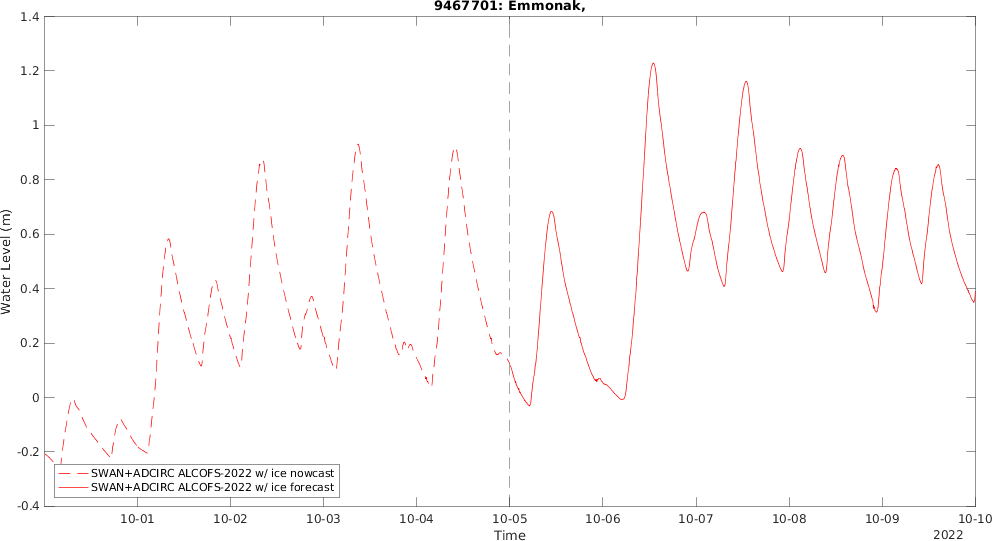 9467701: Emmonak,
1.4
1.2
1
0.8
0.6
0.4
0.2
0
-0.2
-0.4
Water Level (m)
SWAN+ADCIRC ALCOFS-2022 w/ ice nowcast
SWAN+ADCIRC ALCOFS-2022 w/ ice forecast
10-01 10-02 10-03 10-04 10-05 10-06 10-07 10-08 10-09 10-10
Time
2022